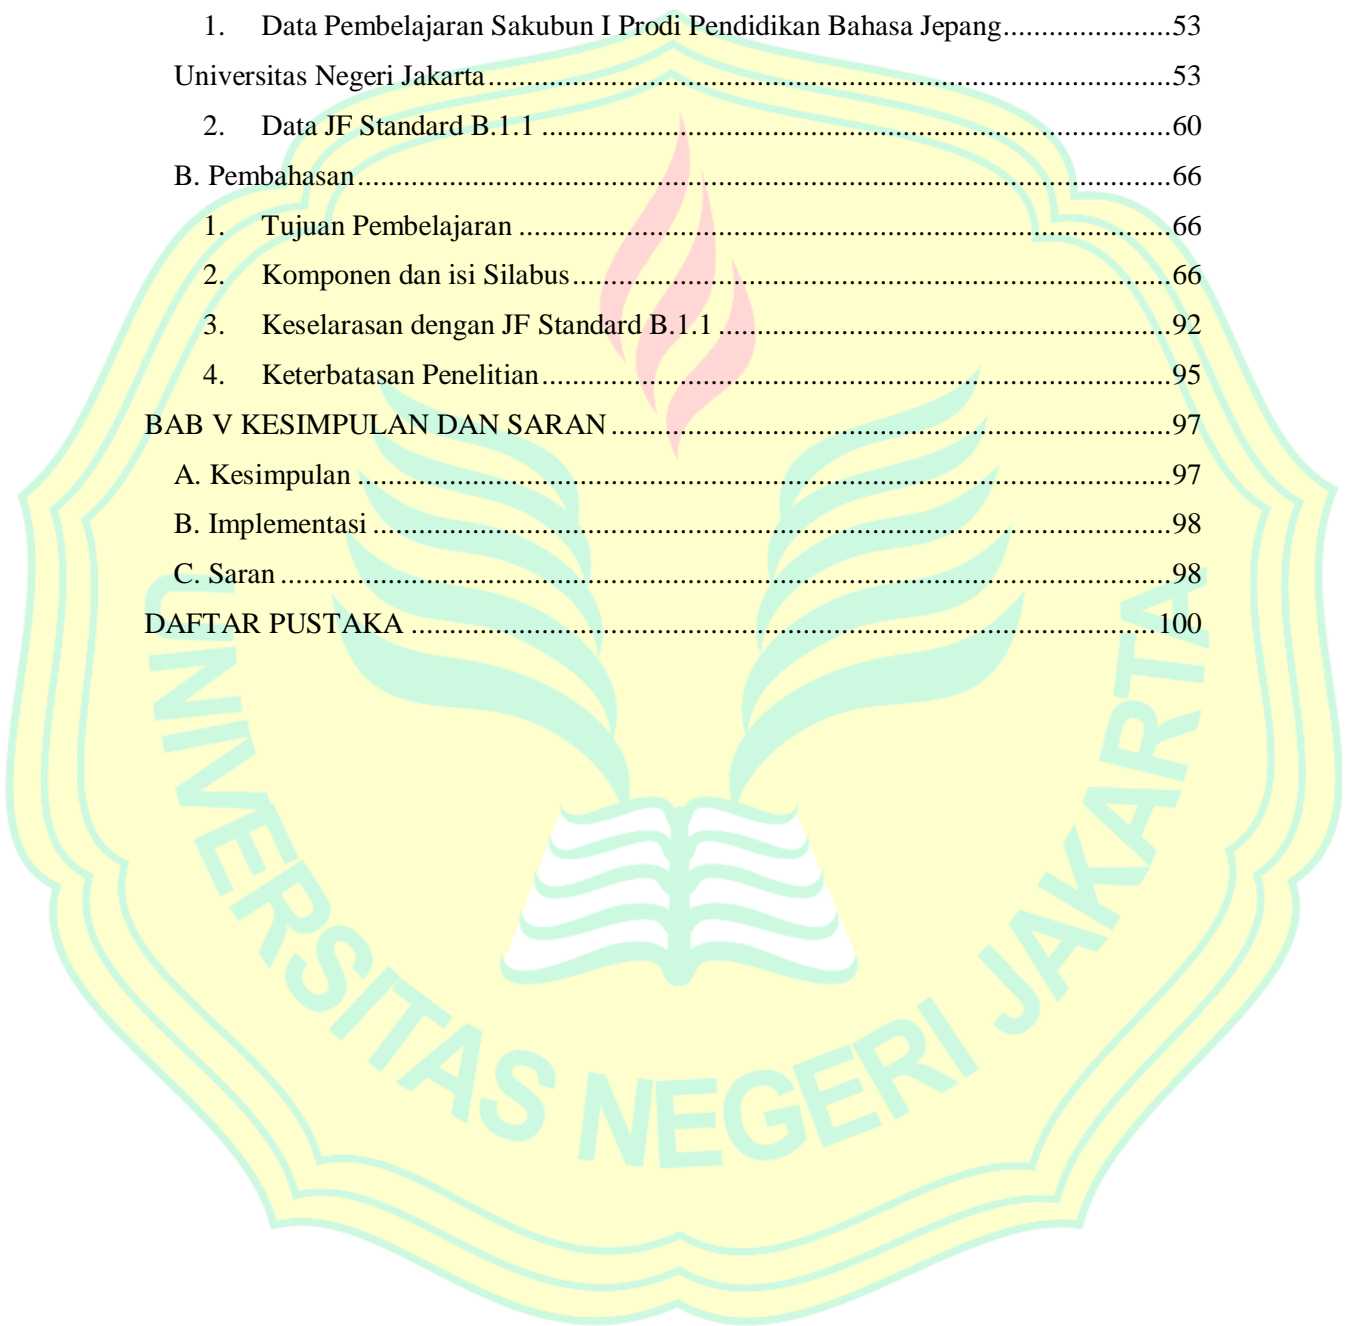 1. Data Pembelajaran Sakubun I Prodi Pendidikan Bahasa Jepang....................53
Universitas Negeri Jakarta....................53
2. Data JF Standard B.1.1....................60
B. Pembahasan....................66
1. Tujuan Pembelajaran....................66
2. Komponen dan isi Silabus....................66
3. Keselarasan dengan JF Standard B.1.1....................92
4. Keterbatasan Penelitian....................95
BAB V KESIMPULAN DAN SARAN....................97
A. Kesimpulan....................97
B. Implementasi....................98
C. Saran....................98
DAFTAR PUSTAKA....................100
UNIVERSITAS NEGERI JAKARTA